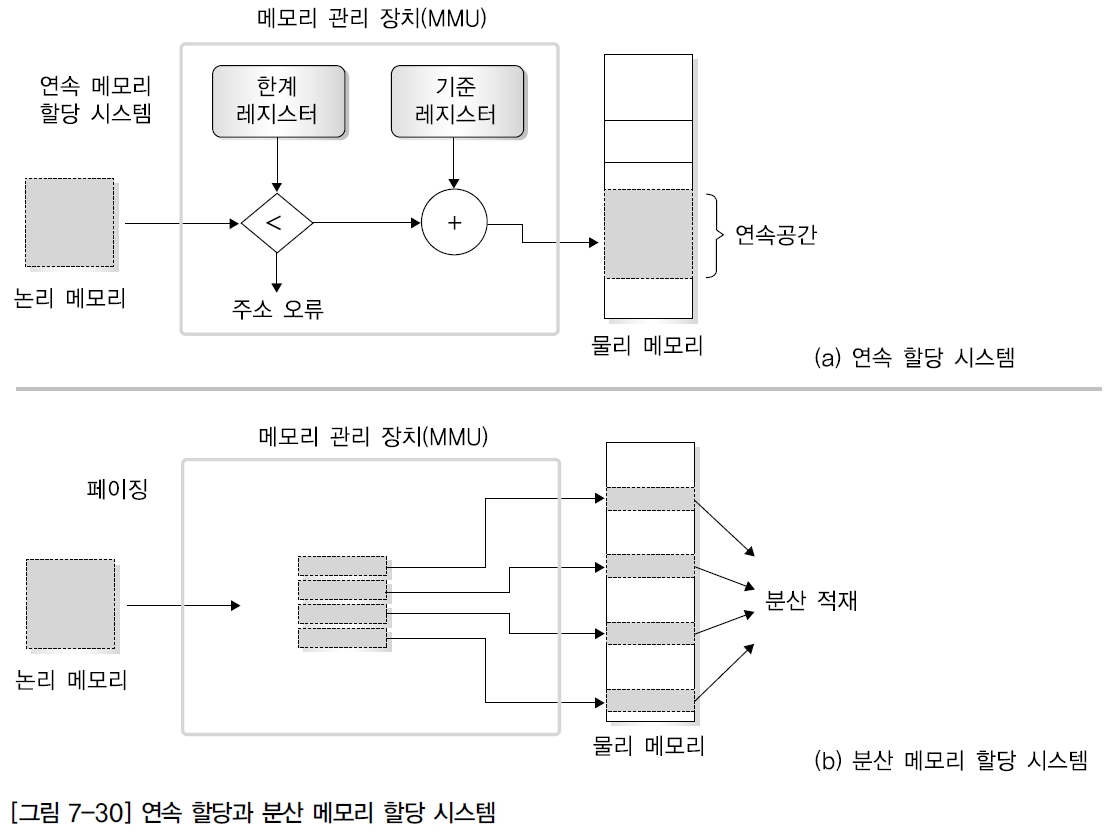 메모리 관리 장치(MMU)
연속 메모리
할당 시스템
한계
레지스터
기준
레지스터
<
+
연속공간
논리 메모리
주소 오류
물리 메모리
(a) 연속 할당 시스템
메모리 관리 장치(MMU)
페이징
분산 적재
논리 메모리
물리 메모리
(b) 분산 메모리 할당 시스템
[그림 7-30] 연속 할당과 분산 메모리 할당 시스템